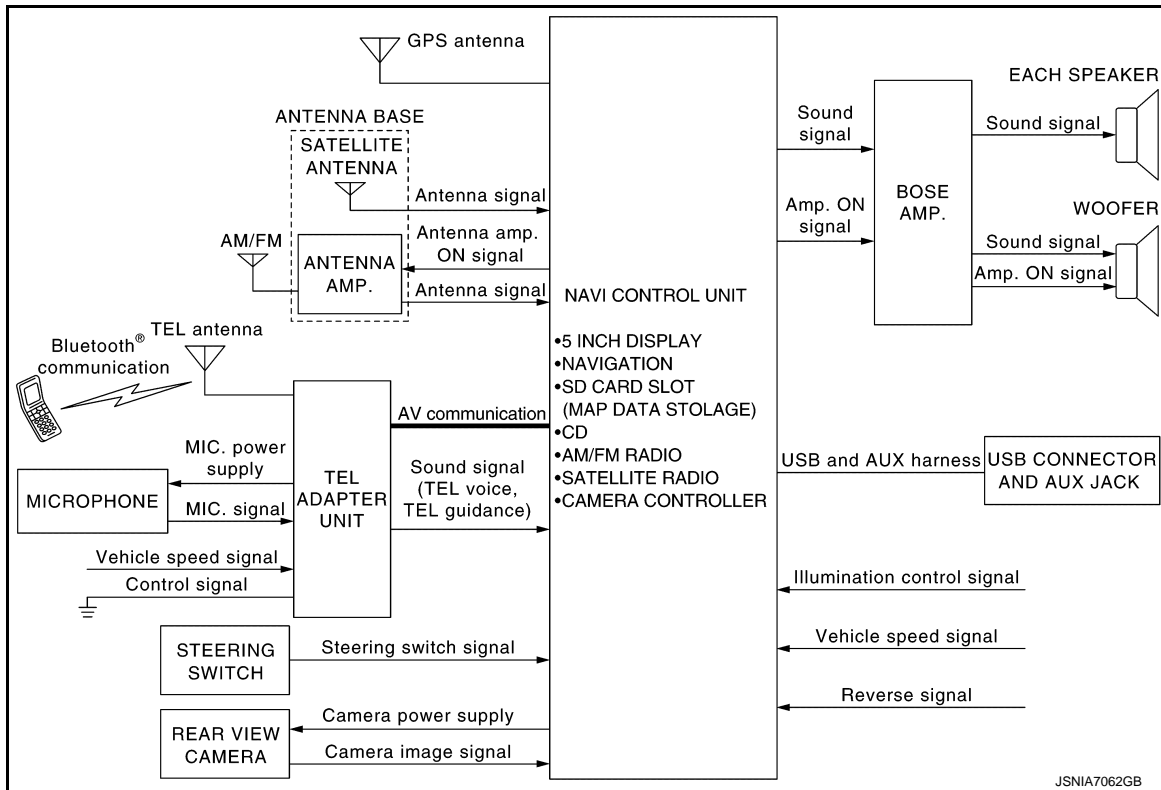 GPS antenna
ANTENNA BASE
SATELLITE
ANTENNA
Antenna signal
Antenna amp.
ON signal
AM/FM
ANTENNA
AMP.
Antenna signal
TEL antenna
Bluetooth®
communication
AV communication
MIC. power
supply
MICROPHONE
MIC. signal
TEL
ADAPTER
UNIT
Sound signal
(TEL voice,
TEL guidance)
Vehicle speed signal
Control signal
STEERING
SWITCH
Steering switch signal
REAR VIEW
CAMERA
Camera power supply
Camera image signal
NAVI CONTROL UNIT
•5 INCH DISPLAY
•NAVIGATION
•SD CARD SLOT
(MAP DATA STOLAGE)
•CD
•AM/FM RADIO
•SATELLITE RADIO
•CAMERA CONTROLLER
Sound
signal
Amp. ON
signal
BOSE
AMP.
EACH SPEAKER
Sound signal
WOOFER
Sound signal
Amp. ON signal
USB and AUX harness
USB CONNECTOR
AND AUX JACK
Illumination control signal
Vehicle speed signal
Reverse signal
JSNIA7062GB